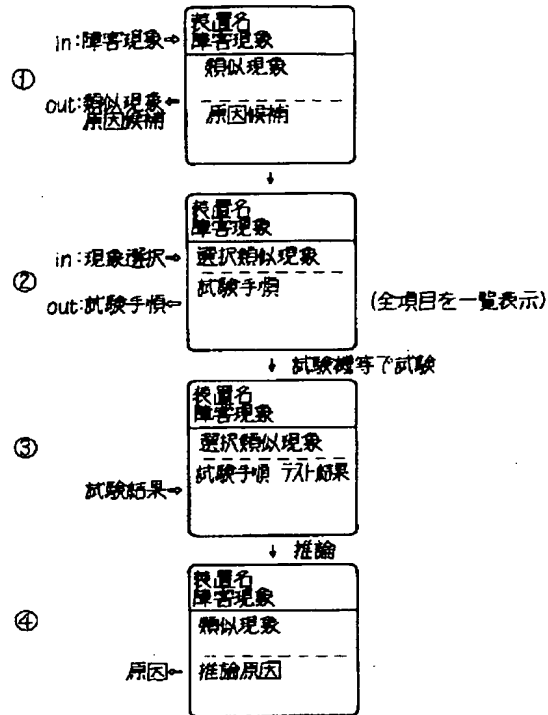 ①
in:障害現象⇒
out:類似現象⇐
原因候補
装置名
障害現象
類似現象
原因候補
↓
②
in:現象選択⇒
out:試験手順⇐
装置名
障害現象
選択類似現象
試験手順
(全項目を一覧表示)
↓ 試験機等で試験
③
試験結果⇒
装置名
障害現象
選択類似現象
試験手順 テスト結果
↓ 推論
④
原因⇐
装置名
障害現象
類似現象
推論原因